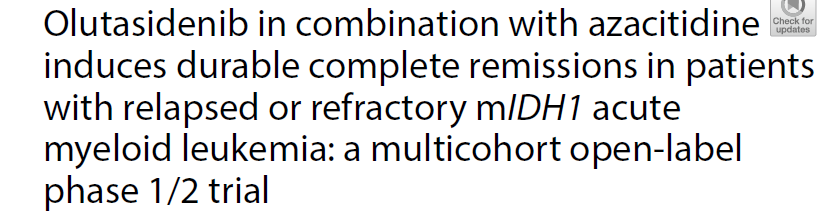 Olutasidenib in combination with azacitidine
Check for
updates
induces durable complete remissions in patients
with relapsed or refractory mIDH1 acute
myeloid leukemia: a multicohort open-label
phase 1/2 trial